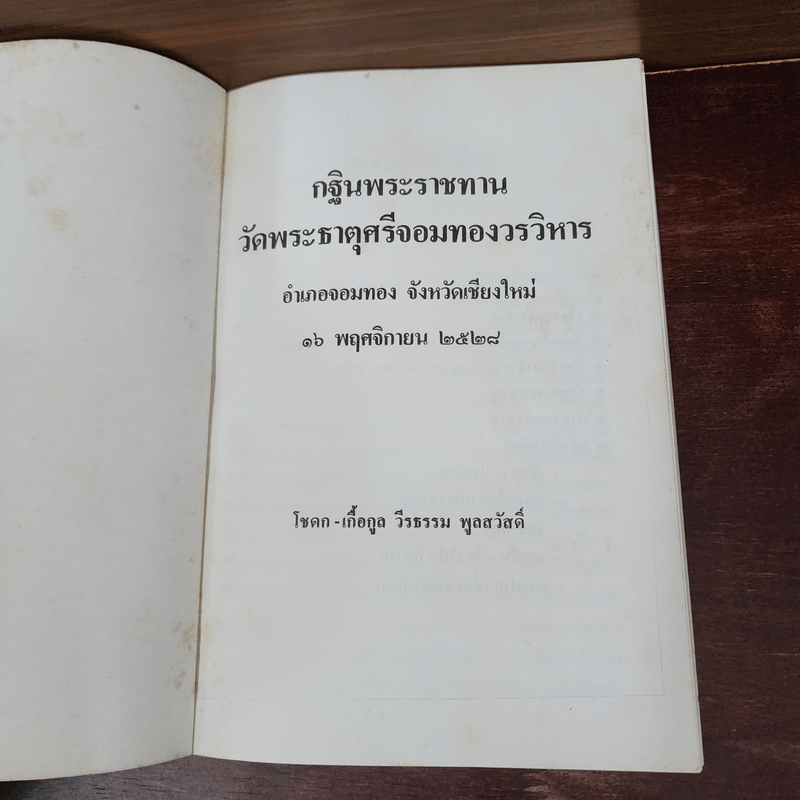 กฐินพระราชทาน
วัดพระธาตุศรีจอมทองวรวิหาร
อำเภอจอมทอง จังหวัดเชียงใหม่
๑๖ พฤศจิกายน ๒๕๒๘
โชดก - เกื้อกูล วีรธรรม พูลสวัสดิ์